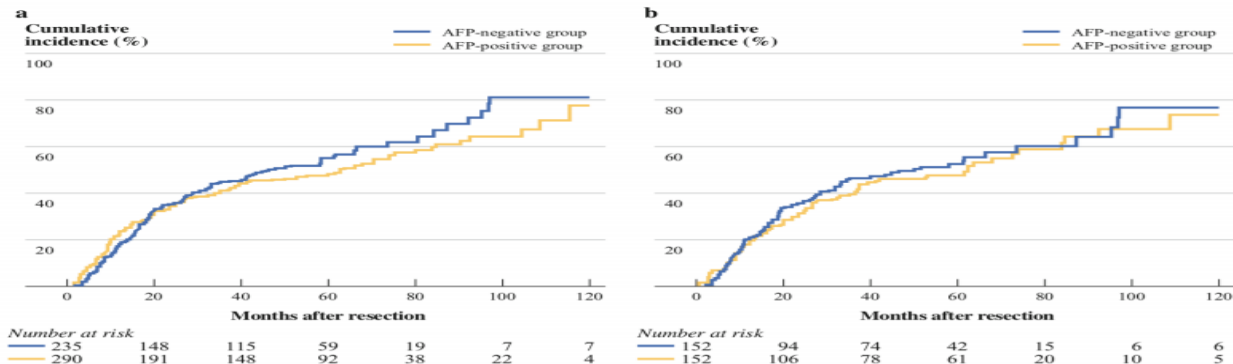 a
Cumulative
incidence (%)
AFP-negative group
AFP-positive group
100
80
60
40
20
0 20 40 60 80 100 120
Months after resection
Number at risk
235 148 115 59 19 7 7
290 191 148 92 38 22 4
b
Cumulative
incidence (%)
AFP-negative group
AFP-positive group
100
80
60
40
20
0 20 40 60 80 100 120
Months after resection
Number at risk
152 94 74 42 15 6 6
152 106 78 61 20 10 5